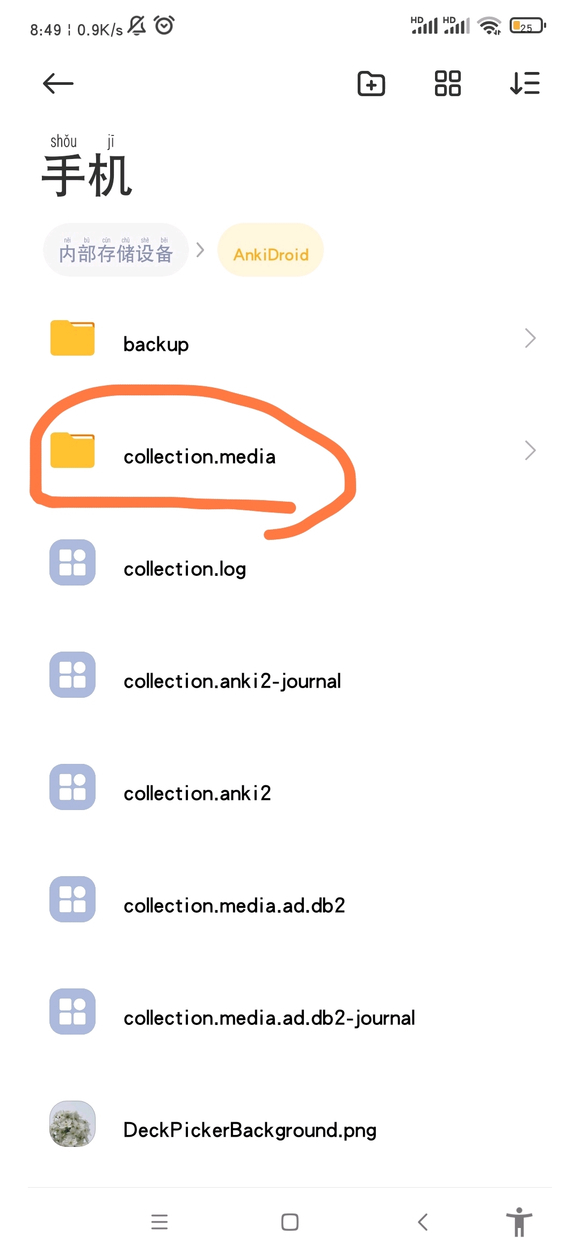 8:49 ¦ 0.9K/s HD HD 25
shǒu jī
手机
nèi bù cún chǔ shè bèi
内部存储设备 AnkiDroid
backup
collection.media
collection.log
collection.anki2-journal
collection.anki2
collection.media.ad.db2
collection.media.ad.db2-journal
DeckPickerBackground.png